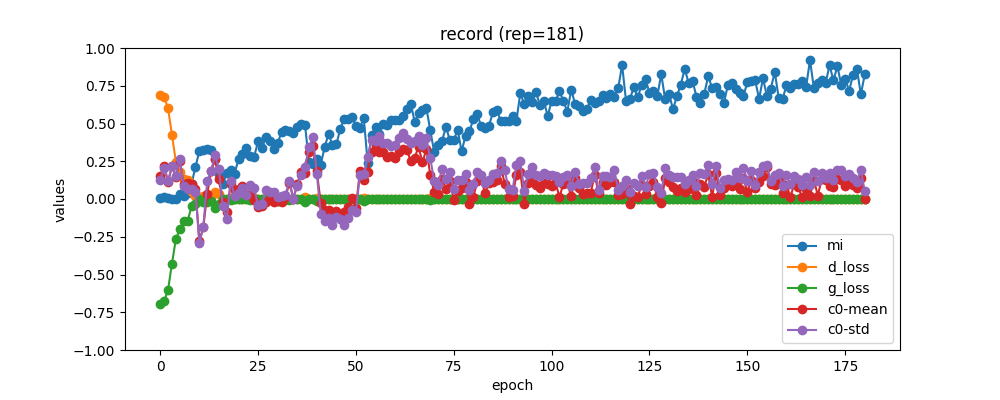 record (rep=181)
1.00
0.75
0.50
0.25
0.00
−0.25
−0.50
−0.75
−1.00
values
0 25 50 75 100 125 150 175
epoch
mi
d_loss
g_loss
c0-mean
c0-std